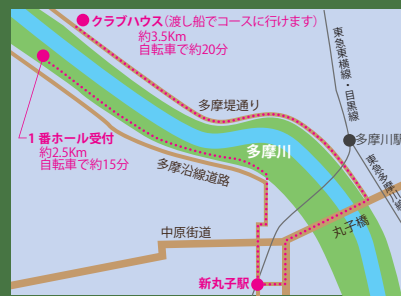 クラブハウス(渡し船でコースに行けます)
約3.5Km
自転車で約20分
東急東横線・目黒線
1番ホール受付
約2.5Km
自転車で約15分
多摩堤通り
多摩川
多摩川駅
多摩沿線道路
東急多摩川線
丸子橋
中原街道
新丸子駅